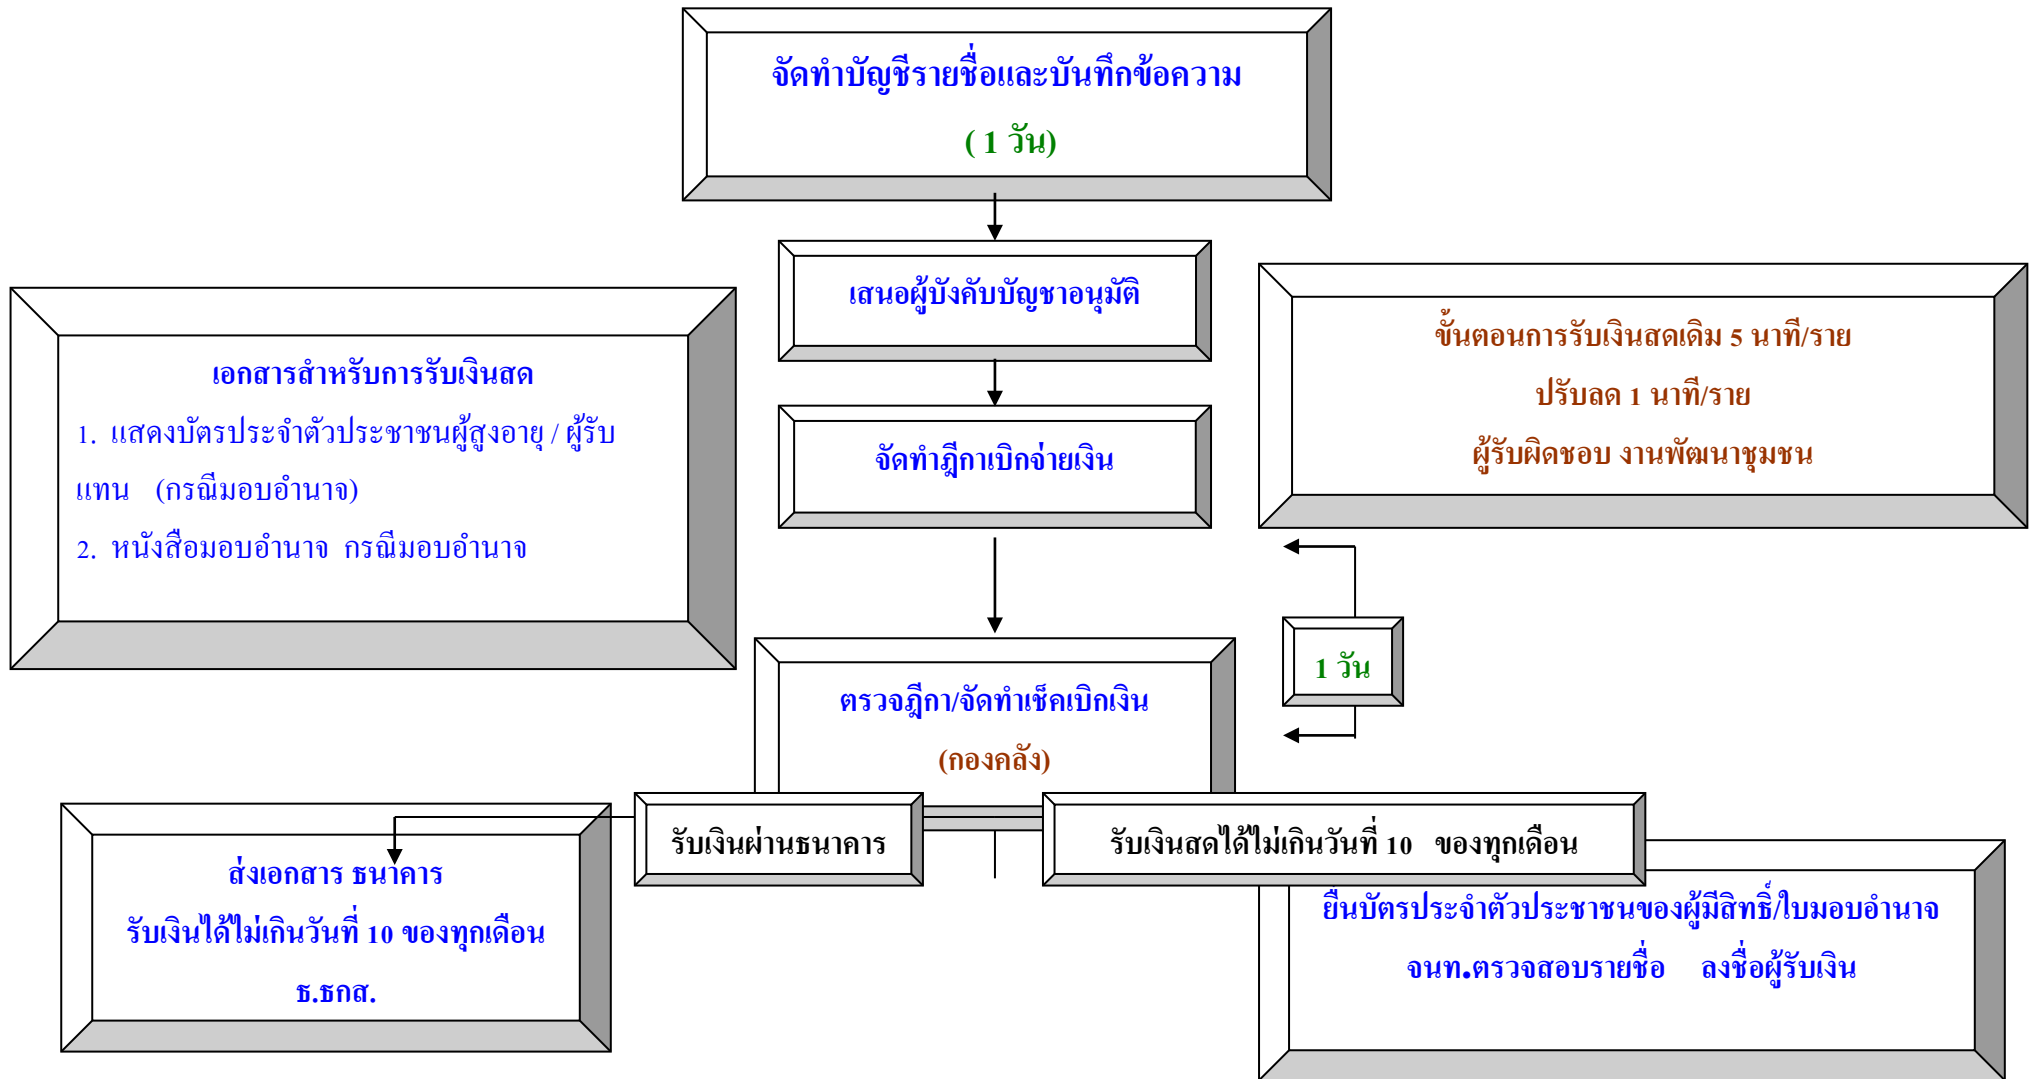 จัดทำบัญชีรายชื่อและบันทึกข้อความ
( 1 วัน)
เสนอผู้บังคับบัญชาอนุมัติ
เอกสารสำหรับการรับเงินสด
1. แสดงบัตรประจำตัวประชาชนผู้สูงอายุ / ผู้รับ
แทน (กรณีมอบอำนาจ)
2. หนังสือมอบอำนาจ กรณีมอบอำนาจ
ขั้นตอนการรับเงินสดเดิม 5 นาที/ราย
ปรับลด 1 นาที/ราย
ผู้รับผิดชอบ งานพัฒนาชุมชน
จัดทำฎีกาเบิกจ่ายเงิน
1 วัน
ตรวจฎีกา/จัดทำเช็คเบิกเงิน
(กองคลัง)
รับเงินผ่านธนาคาร
รับเงินสดได้ไม่เกินวันที่ 10 ของทุกเดือน
ส่งเอกสาร ธนาคาร
รับเงินได้ไม่เกินวันที่ 10 ของทุกเดือน
ธ.ธกส.
ยื่นบัตรประจำตัวประชาชนของผู้มีสิทธิ์/ใบมอบอำนาจ
จนท.ตรวจสอบรายชื่อ ลงชื่อผู้รับเงิน